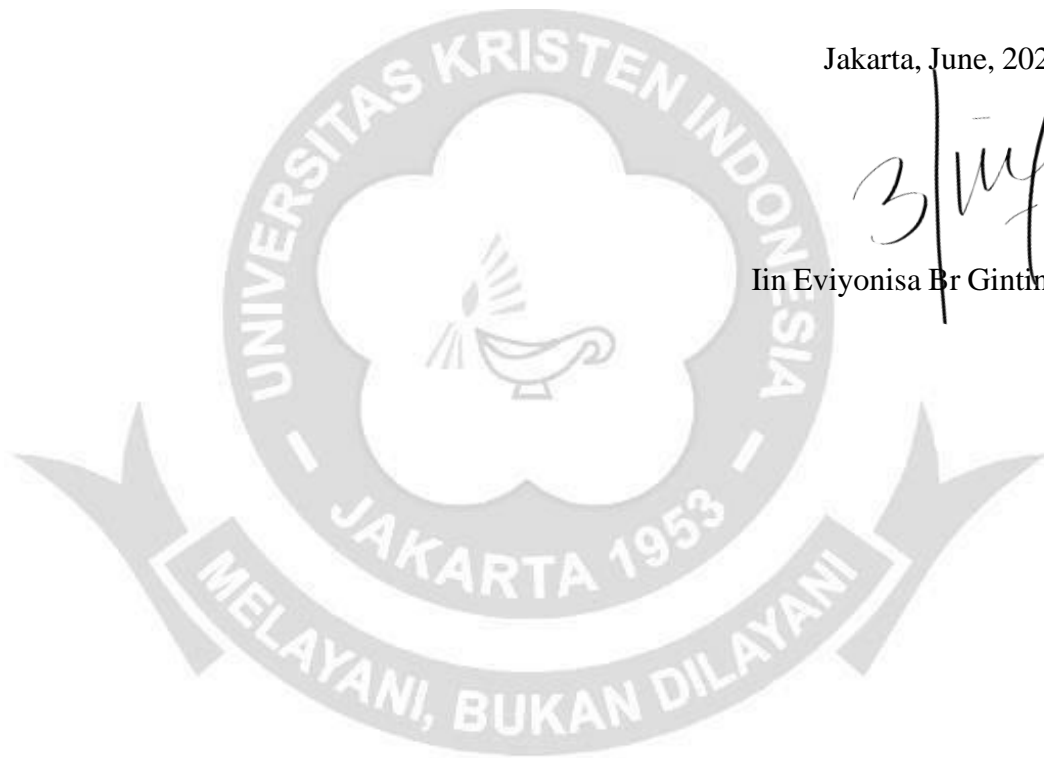 Jakarta, June, 202
Iin Eviyonisa Br Gintin
UNIVERSITAS KRISTEN INDONESIA
JAKARTA 1953
MELAYANI, BUKAN DILAYANI